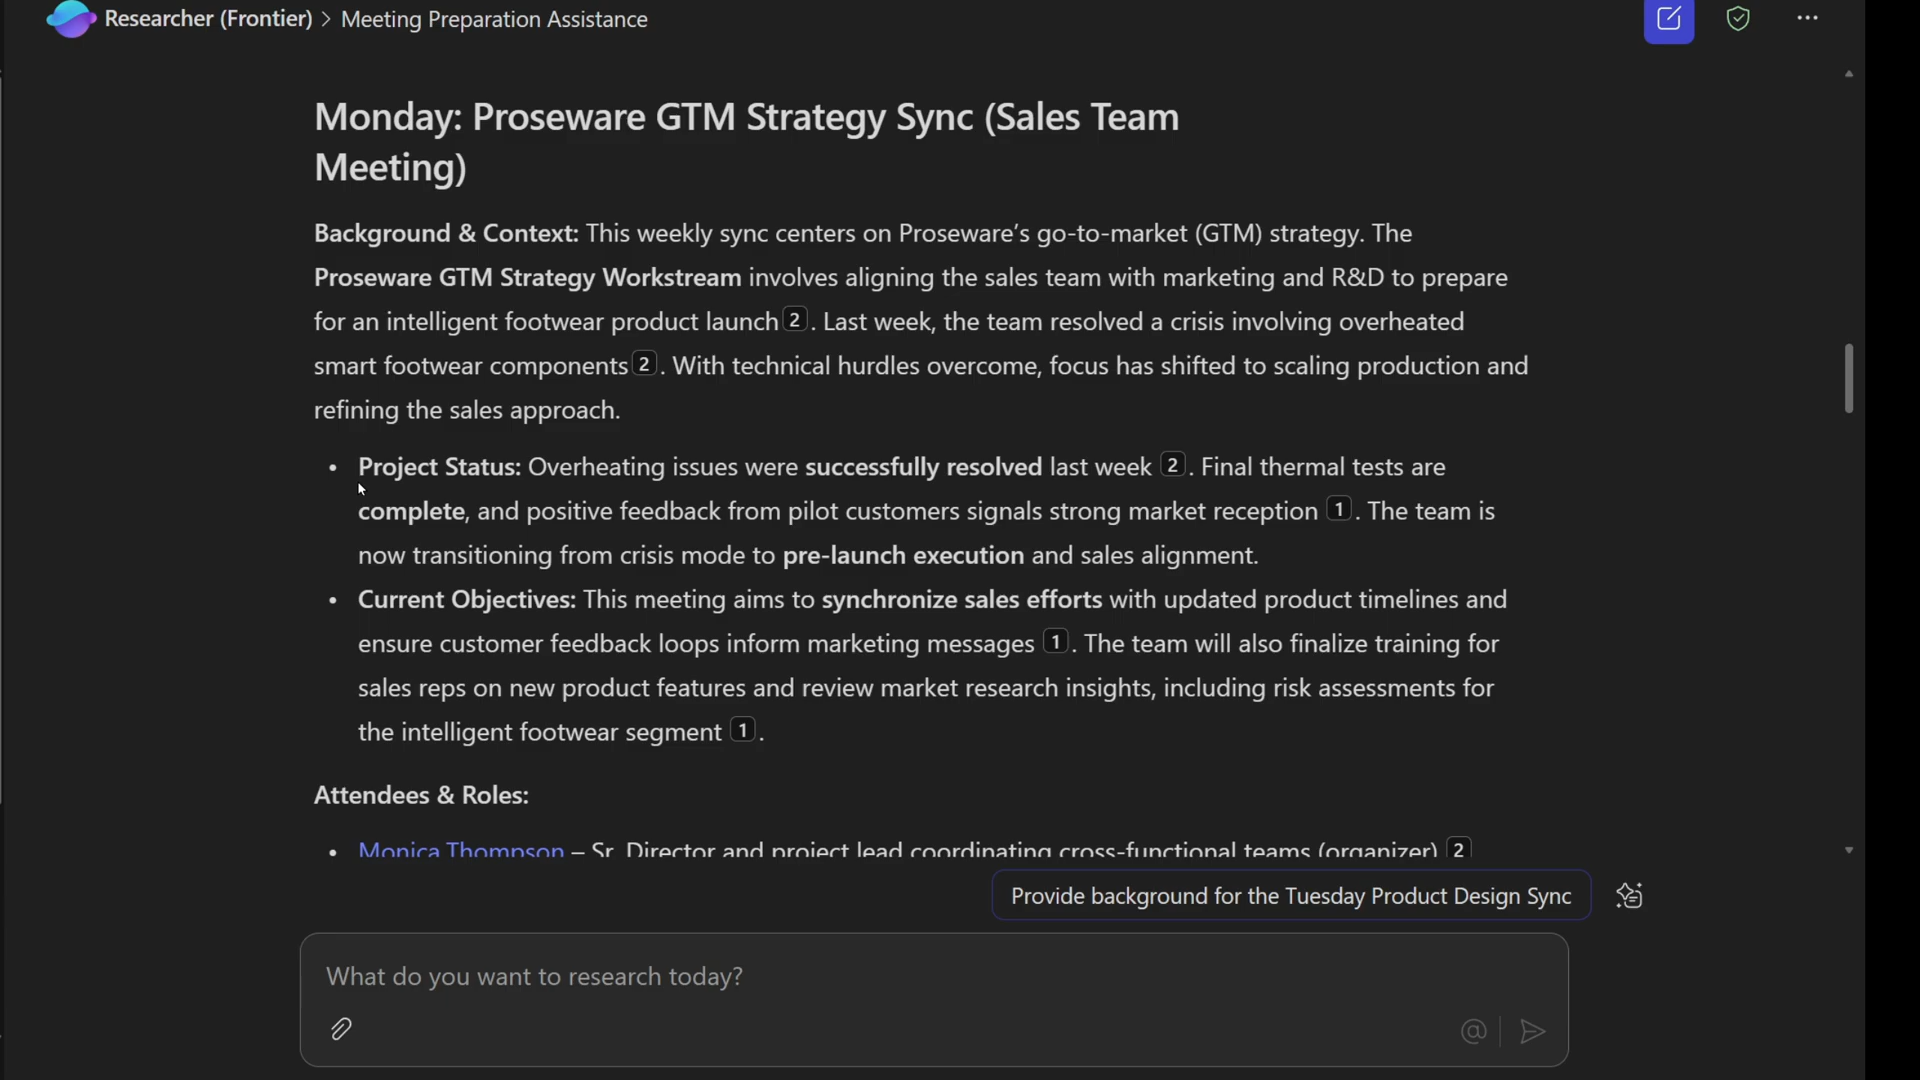 Researcher (Frontier) > Meeting Preparation Assistance
Monday: Proseware GTM Strategy Sync (Sales Team
Meeting)
Background & Context: This weekly sync centers on Proseware’s go-to-market (GTM) strategy. The
Proseware GTM Strategy Workstream involves aligning the sales team with marketing and R&D to prepare
for an intelligent footwear product launch 2. Last week, the team resolved a crisis involving overheated
smart footwear components 2. With technical hurdles overcome, focus has shifted to scaling production and
refining the sales approach.
• Project Status: Overheating issues were successfully resolved last week 2. Final thermal tests are
complete, and positive feedback from pilot customers signals strong market reception 1. The team is
now transitioning from crisis mode to pre-launch execution and sales alignment.
• Current Objectives: This meeting aims to synchronize sales efforts with updated product timelines and
ensure customer feedback loops inform marketing messages 1. The team will also finalize training for
sales reps on new product features and review market research insights, including risk assessments for
the intelligent footwear segment 1.
Attendees & Roles:
• Monica Thompson – Sr. Director and project lead coordinating cross-functional teams (organizer) 2
Provide background for the Tuesday Product Design Sync
What do you want to research today?